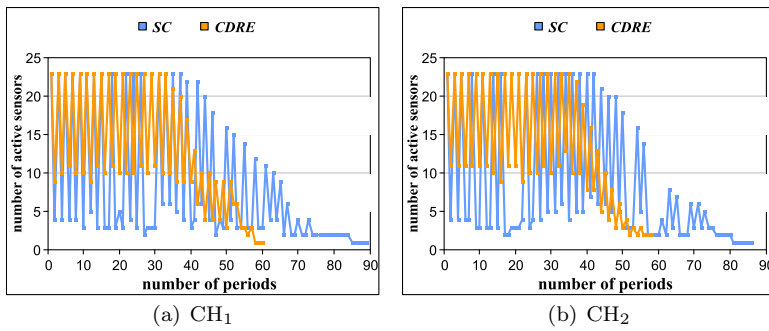 SC CDRE
number of active sensors
25
20
15
10
5
0
0 10 20 30 40 50 60 70 80 90
number of periods
(a) CH1
SC CDRE
number of active sensors
25
20
15
10
5
0
0 10 20 30 40 50 60 70 80 90
number of periods
(b) CH2